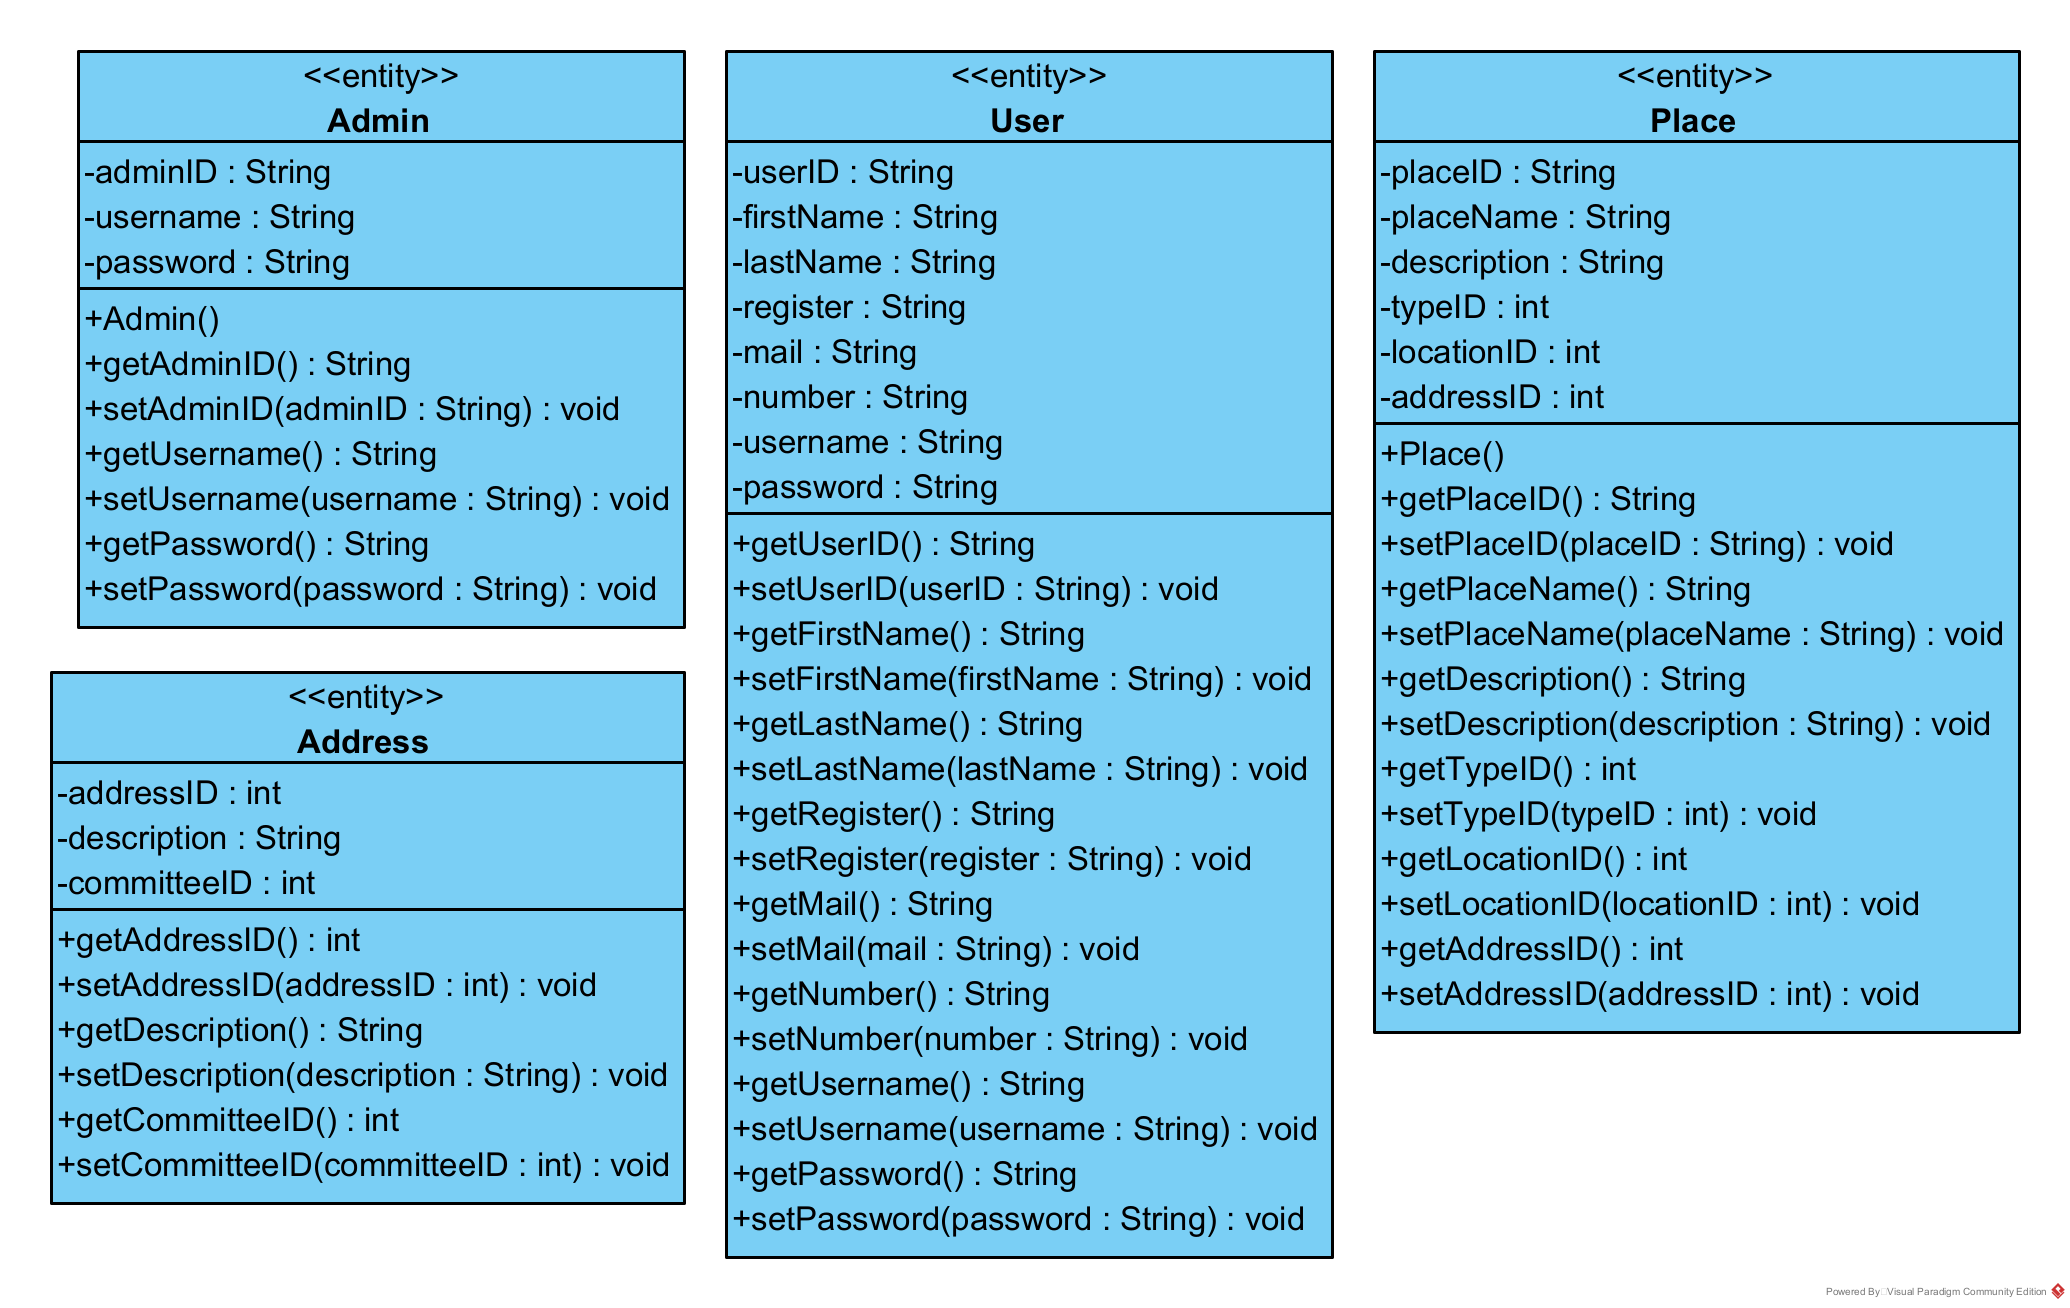 <<entity>>
Admin
-adminID : String
-username : String
-password : String
+Admin()
+getAdminID() : String
+setAdminID(adminID : String) : void
+getUsername() : String
+setUsername(username : String) : void
+getPassword() : String
+setPassword(password : String) : void
<<entity>>
Address
-addressID : int
-description : String
-committeeID : int
+getAddressID() : int
+setAddressID(addressID : int) : void
+getDescription() : String
+setDescription(description : String) : void
+getCommitteeID() : int
+setCommitteeID(committeeID : int) : void
<<entity>>
User
-userID : String
-firstName : String
-lastName : String
-register : String
-mail : String
-number : String
-username : String
-password : String
+getUserID() : String
+setUserID(userID : String) : void
+getFirstName() : String
+setFirstName(firstName : String) : void
+getLastName() : String
+setLastName(lastName : String) : void
+getRegister() : String
+setRegister(register : String) : void
+getMail() : String
+setMail(mail : String) : void
+getNumber() : String
+setNumber(number : String) : void
+getUsername() : String
+setUsername(username : String) : void
+getPassword() : String
+setPassword(password : String) : void
<<entity>>
Place
-placeID : String
-placeName : String
-description : String
-typeID : int
-locationID : int
-addressID : int
+Place()
+getPlaceID() : String
+setPlaceID(placeID : String) : void
+getPlaceName() : String
+setPlaceName(placeName : String) : void
+getDescription() : String
+setDescription(description : String) : void
+getTypeID() : int
+setTypeID(typeID : int) : void
+getLocationID() : int
+setLocationID(locationID : int) : void
+getAddressID() : int
+setAddressID(addressID : int) : void
Powered By Visual Paradigm Community Edition